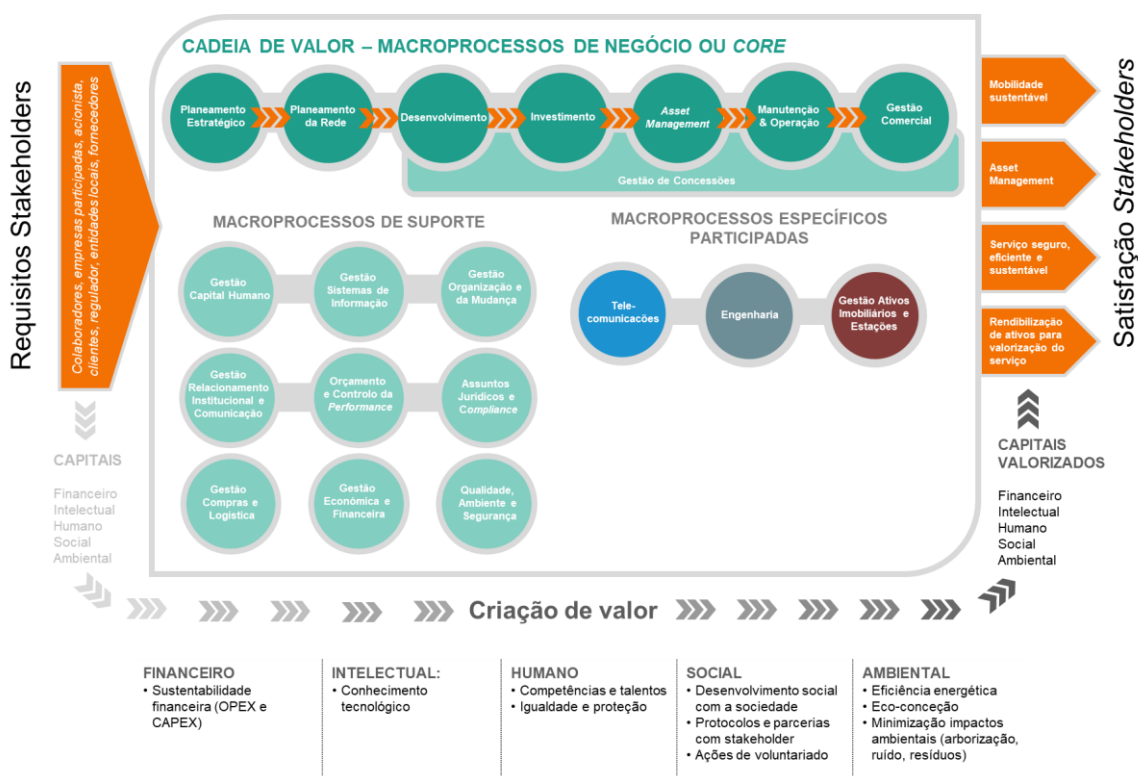 Requisitos Stakeholders
Colaboradores, empresas participadas, acionista,
clientes, regulador, entidades locais, fornecedores
CADEIA DE VALOR – MACROPROCESSOS DE NEGÓCIO OU CORE
Planeamento
Estratégico
Planeamento
da Rede
Desenvolvimento
Investimento
Asset
Management
Manutenção
& Operação
Gestão
Comercial
Gestão de Concessões
MACROPROCESSOS DE SUPORTE
Gestão
Capital Humano
Gestão
Sistemas de
Informação
Gestão
Organização e
da Mudança
Gestão
Relacionamento
Institucional e
Comunicação
Orçamento
e Controlo da
Performance
Assuntos
Jurídicos e
Compliance
Gestão
Compras e
Logística
Gestão
Económica e
Financeira
Qualidade,
Ambiente e
Segurança
MACROPROCESSOS ESPECÍFICOS
PARTICIPADAS
Tele-
comunicacões
Engenharia
Gestão Ativos
Imobiliários e
Estações
Mobilidade
sustentável
Asset
Management
Serviço seguro,
eficiente e
sustentável
Rendibilização
de ativos para
valorização do
serviço
Satisfação Stakeholders
CAPITAIS
Financeiro
Intelectual
Humano
Social
Ambiental
CAPITAIS
VALORIZADOS
Financeiro
Intelectual
Humano
Social
Ambiental
Criação de valor
FINANCEIRO
• Sustentabilidade
financeira (OPEX e
CAPEX)
INTELECTUAL:
• Conhecimento
tecnológico
HUMANO
• Competências e talentos
• Igualdade e proteção
SOCIAL
• Desenvolvimento social
com a sociedade
• Protocolos e parcerias
com stakeholder
• Ações de voluntariado
AMBIENTAL
• Eficiência energética
• Eco-conceção
• Minimização impactos
ambientais (arborização,
ruído, resíduos)